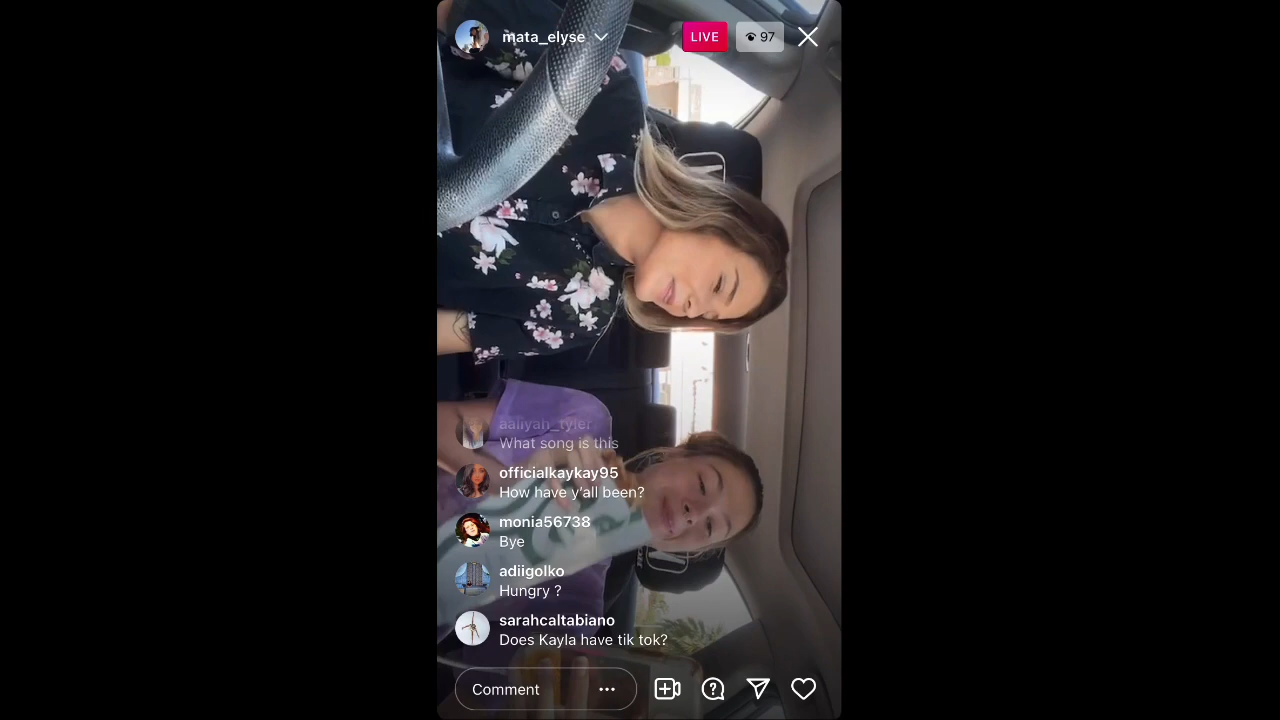 mata_elyse
LIVE
97
aaliyah_tyler
What song is this
officialkaykay95
How have y'all been?
monia56738
Bye
adiigolko
Hungry ?
sarahcaltabiano
Does Kayla have tik tok?
Comment